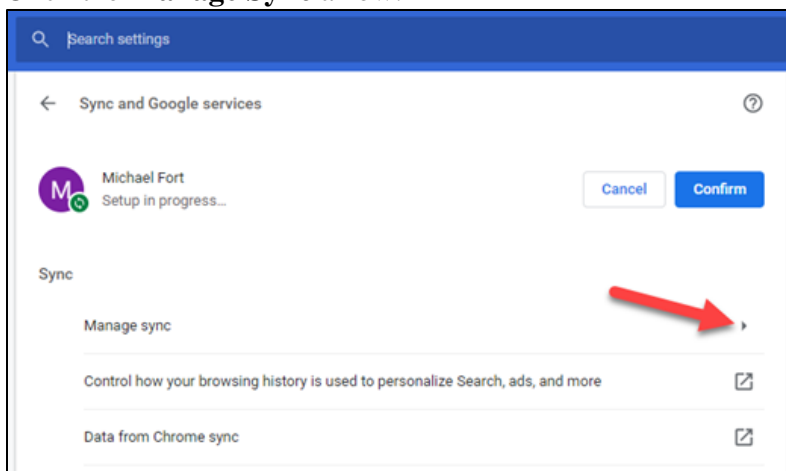 Search settings
Sync and Google services
M
Michael Fort
Setup in progress...
Cancel
Confirm
Sync
Manage sync
Control how your browsing history is used to personalize Search, ads, and more
Data from Chrome sync